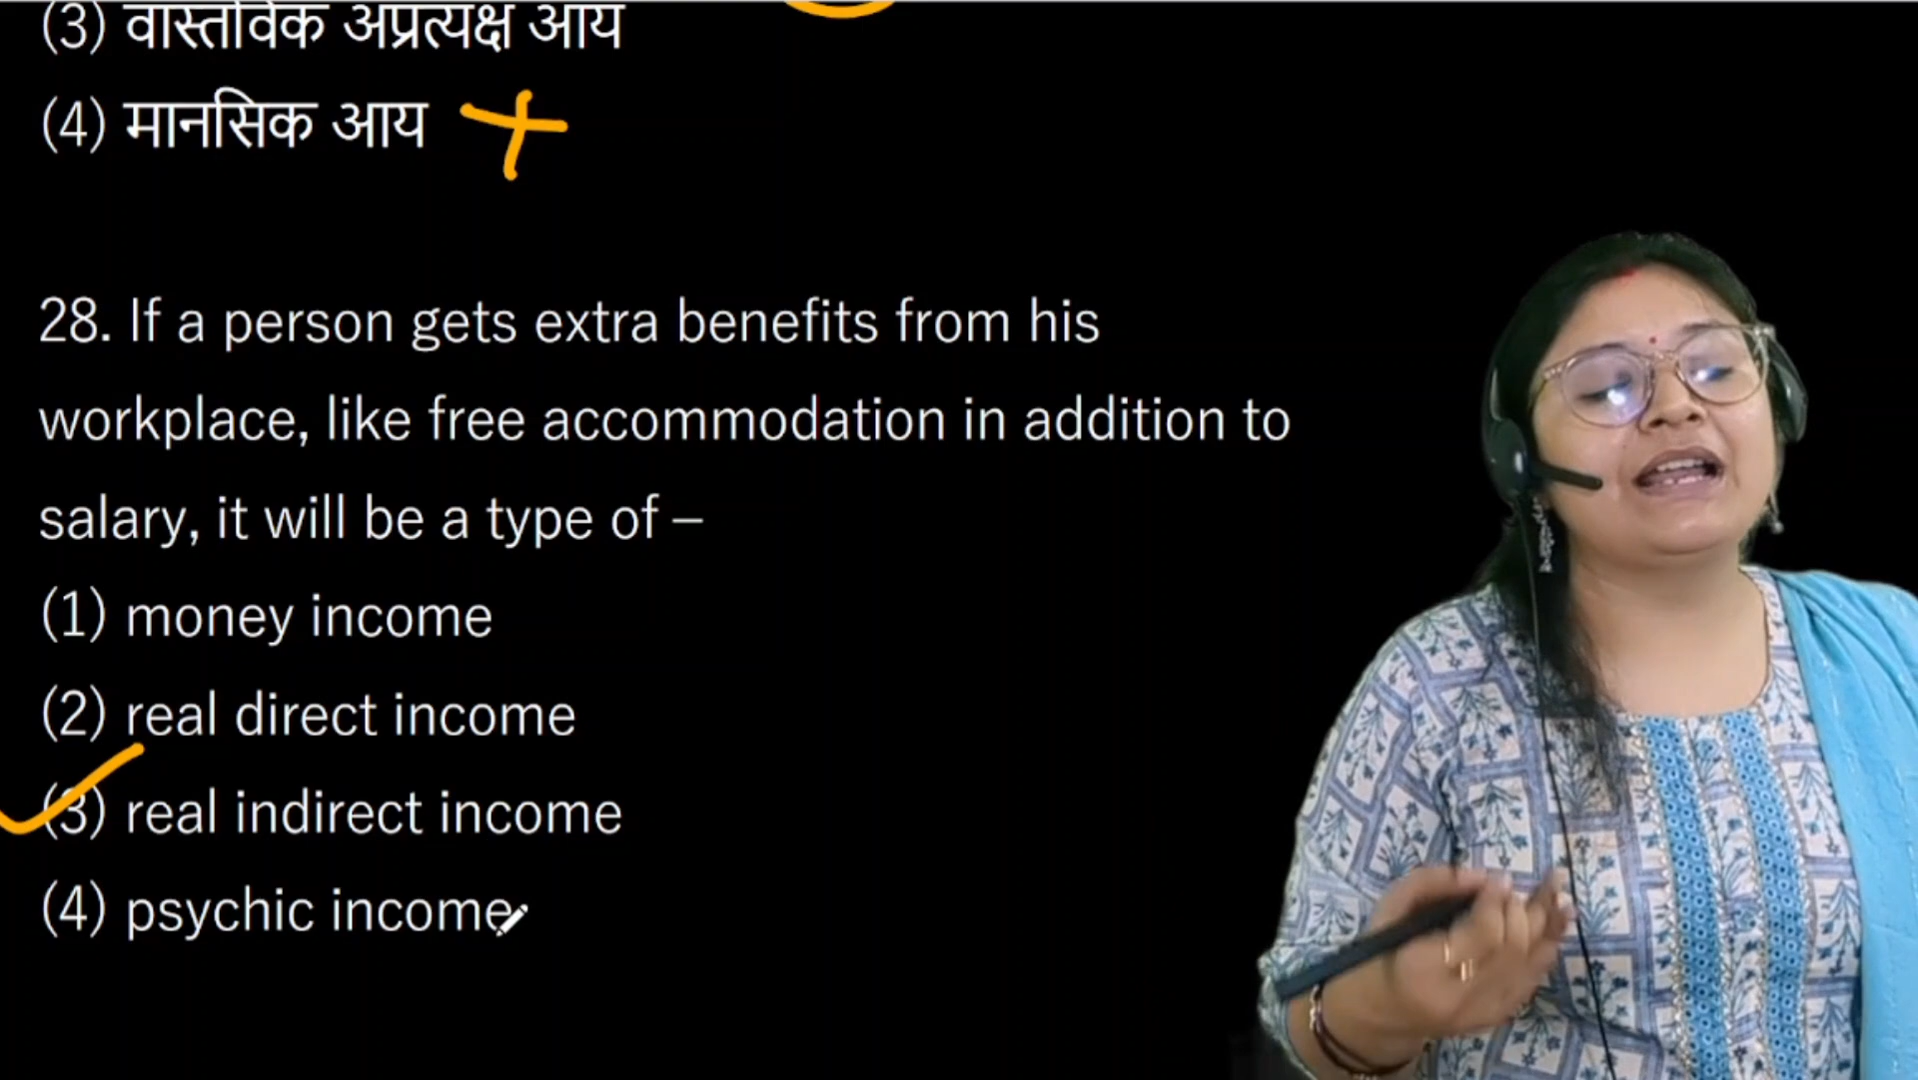 (3) वास्तविक अप्रत्यक्ष आय
(4) मानसिक आय
28. If a person gets extra benefits from his
workplace, like free accommodation in addition to
salary, it will be a type of –
(1) money income
(2) real direct income
(3) real indirect income
(4) psychic income